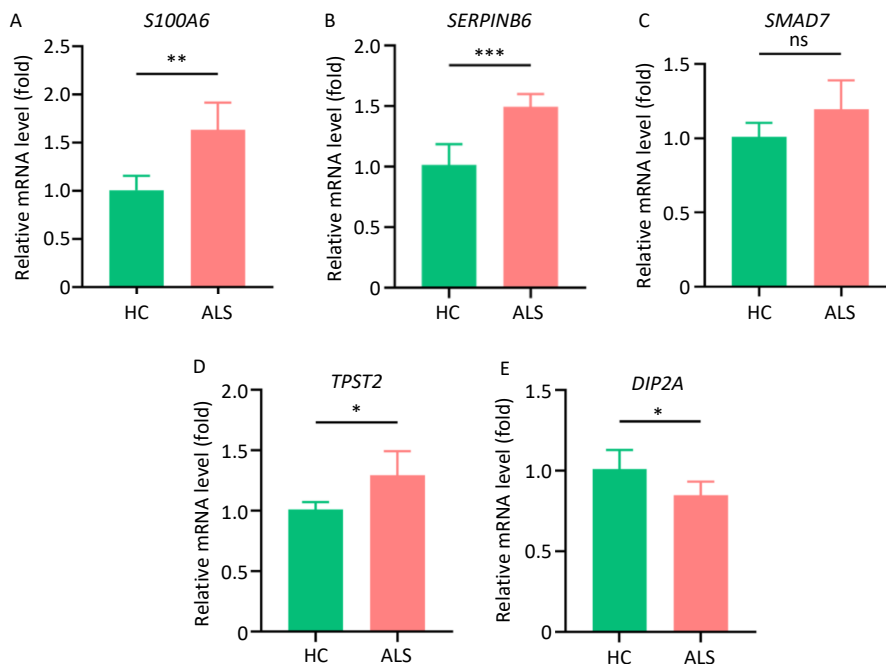 A
S100A6
Relative mRNA level (fold)
2.5
2.0
1.5
1.0
0.5
0
**
HC
ALS
B
SERPINB6
Relative mRNA level (fold)
2.0
1.5
1.0
0.5
0
***
HC
ALS
C
SMAD7
Relative mRNA level (fold)
1.5
1.0
0.5
0
ns
HC
ALS
D
TPST2
Relative mRNA level (fold)
2.0
1.5
1.0
0.5
0
*
HC
ALS
E
DIP2A
Relative mRNA level (fold)
1.5
1.0
0.5
0
*
HC
ALS